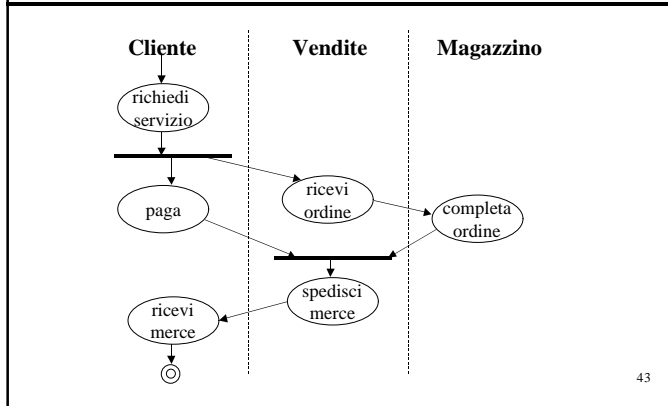 Cliente Vendite Magazzino
richiedi
servizio
paga
ricevi
ordine
completa
ordine
spedisci
merce
ricevi
merce
43